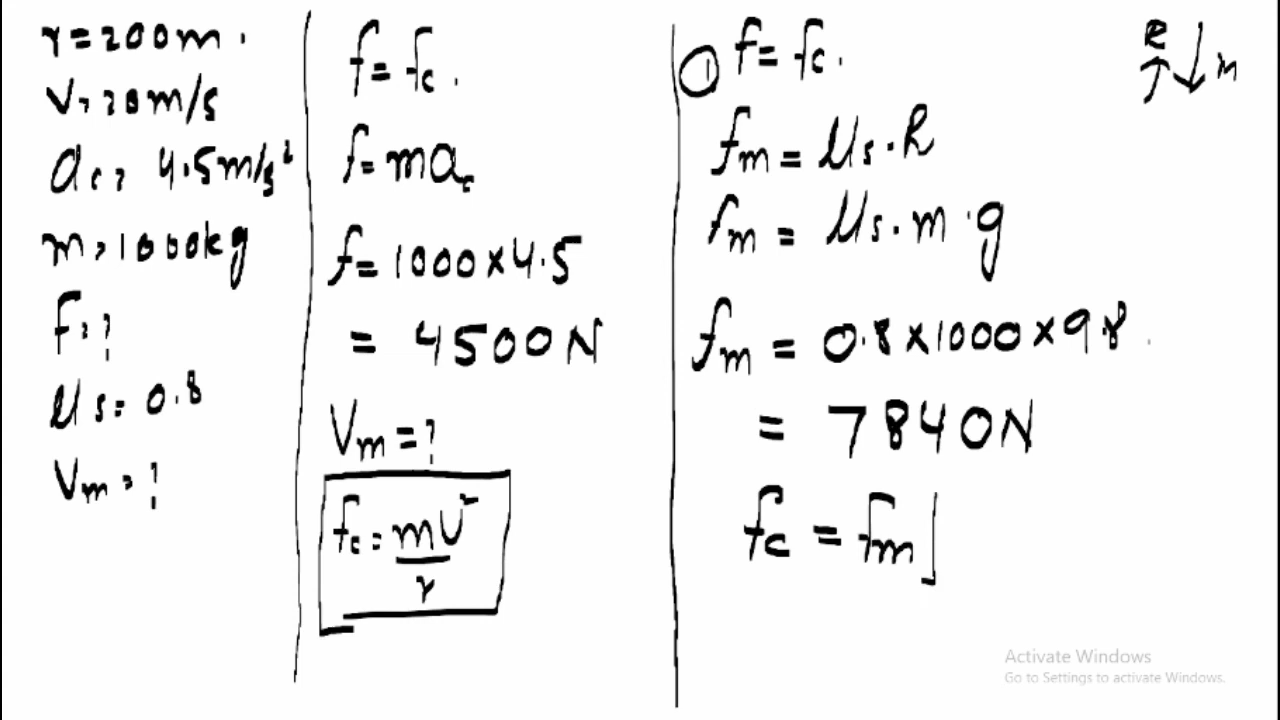 r = 200m.
V = 20m/s
ac = 4.5m/s²
m = 1000kg
F = ?
μs = 0.8
Vm = ?
f = fc.
f = mac
f = 1000 × 4.5
= 4500N
Vm = ?
fc = mv²
r
① f = fc.
fm = μs . R
fm = μs . m . g
fm = 0.8 × 1000 × 9.8
= 7840N
fc = fm
R
m
Activate Windows
Go to Settings to activate Windows.